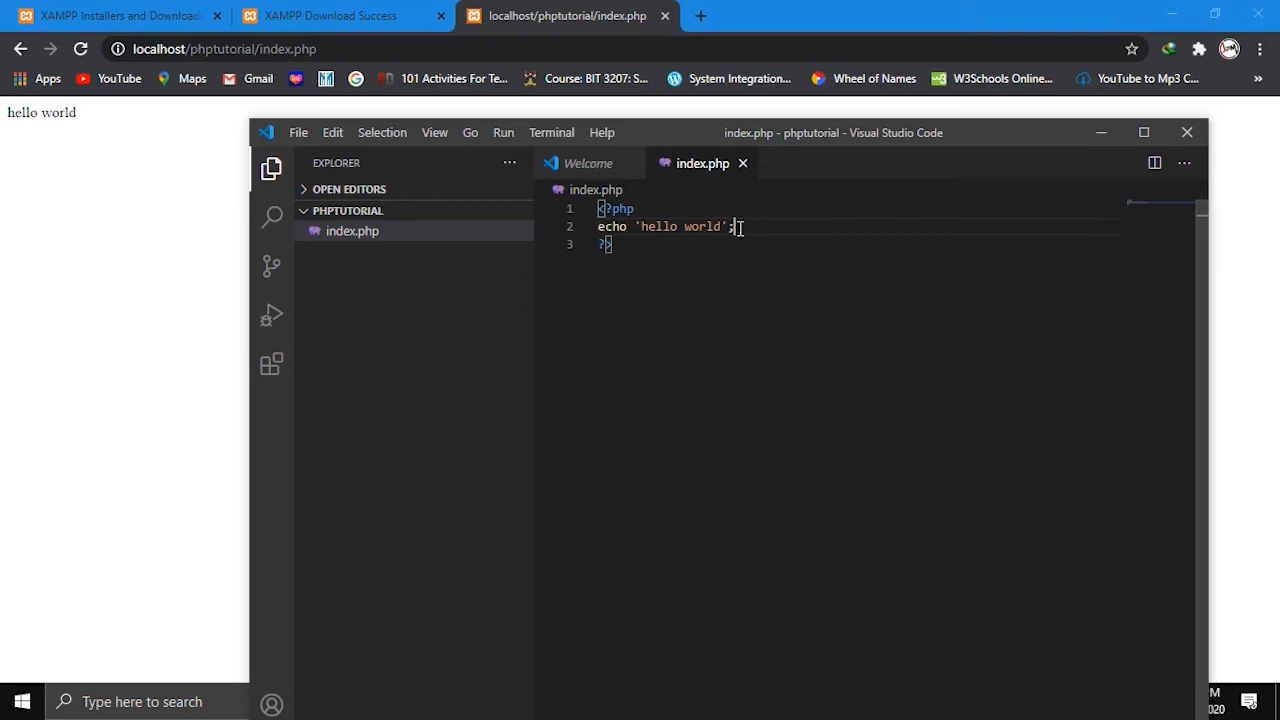 XAMPP Installers and Downloads
XAMPP Download Success
localhost/phptutorial/index.php
localhost/phptutorial/index.php
Apps
YouTube
Maps
Gmail
101 Activities For Te...
Course: BIT 3207: S...
System Integration...
Wheel of Names
W3Schools Online...
YouTube to Mp3 C...
hello world
File Edit Selection View Go Run Terminal Help
index.php - phptutorial - Visual Studio Code
EXPLORER
Welcome
index.php
OPEN EDITORS
index.php
PHPTUTORIAL
index.php
1 <?php
2 echo 'hello world';
3 ?>
Type here to search
PM
020